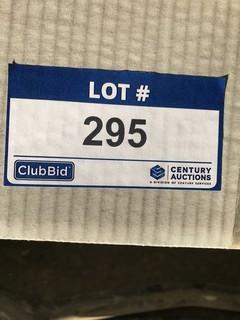 LOT #
295
ClubBid
CENTURY
AUCTIONS
A DIVISION OF CENTURY SERVICES